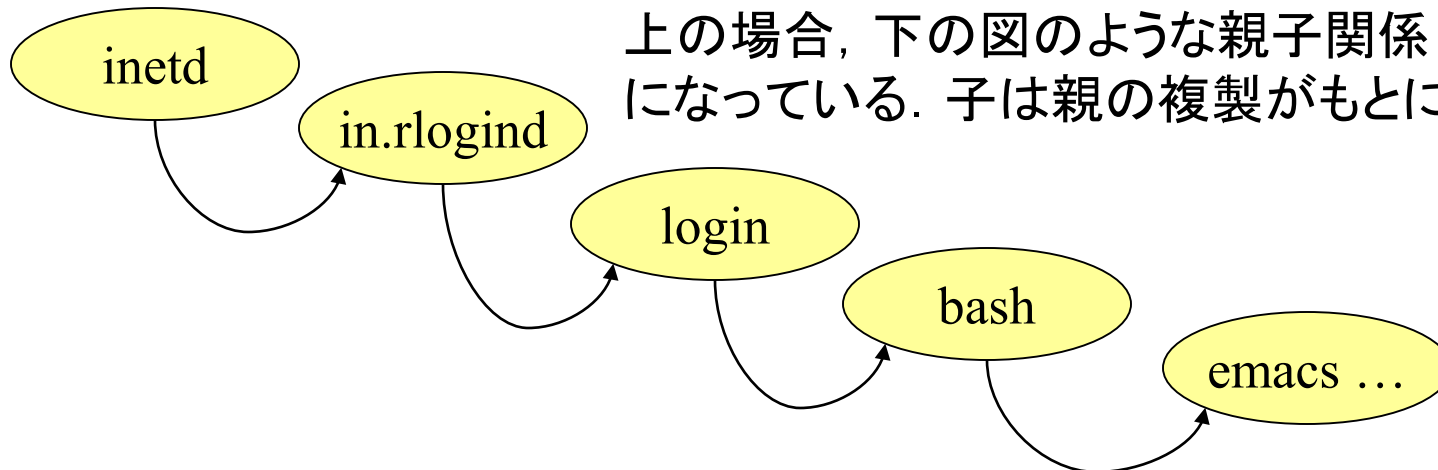 上の場合，下の図のような親子関係
になっている．子は親の複製がもとに
inetd
in.rlogind
login
bash
emacs …